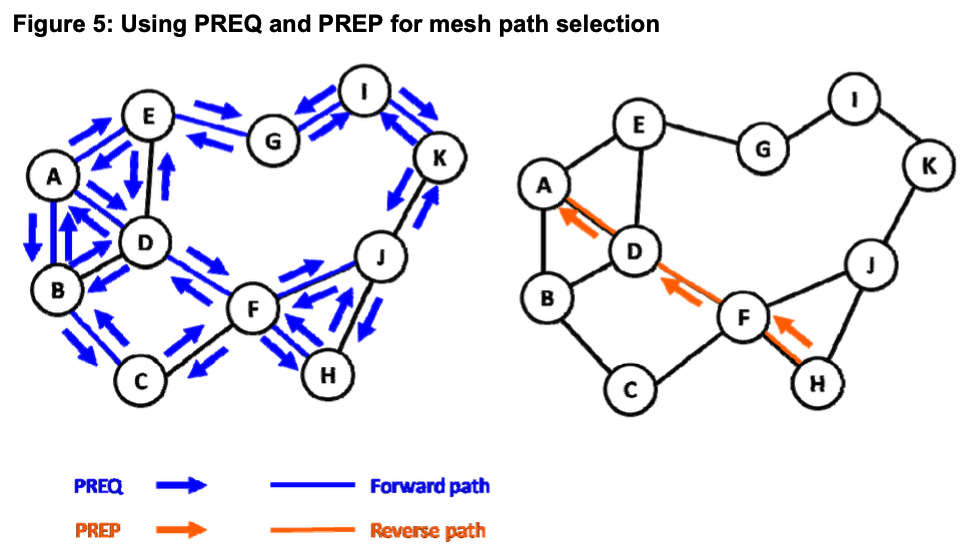 Figure 5: Using PREQ and PREP for mesh path selection
E
I
G
K
A
D
J
B
F
C
H
E
I
G
K
A
D
J
B
F
C
H
PREQ Forward path
PREP Reverse path